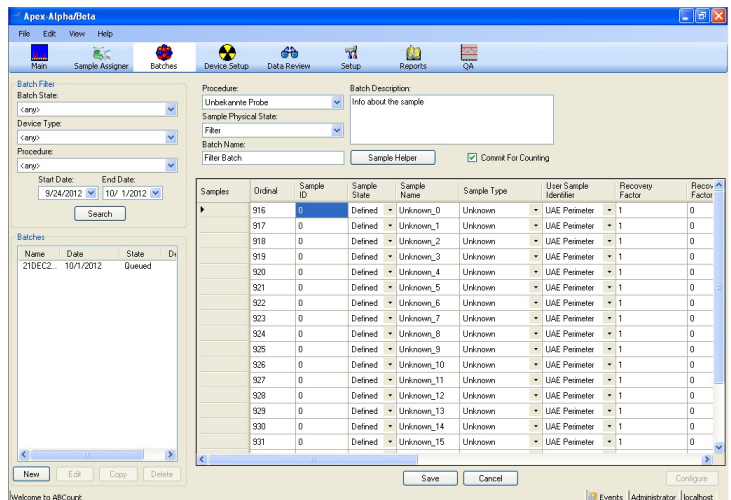 Apex-Alpha/Beta
File Edit View Help
Main Sample Assigner Batches Device Setup Data Review Setup Reports QA
Batch Filter
Batch State:
<any>
Device Type:
<any>
Procedure:
<any>
Start Date: End Date:
9/24/2012 10/ 1/2012
Search
Procedure:
Unbekannte Probe
Sample Physical State:
Filter
Batch Name:
Filter Batch
Batch Description:
Info about the sample
Sample Helper
Commit For Counting
Batches
Name Date State De
21DEC2... 10/1/2012 Queued
New Edit Copy Delete
Samples Ordinal Sample ID Sample State Sample Name Sample Type User Sample Identifier Recovery Factor Recov Factor
916 0 Defined Unknown_0 Unknown UAE Perimeter 1 0
917 0 Defined Unknown_1 Unknown UAE Perimeter 1 0
918 0 Defined Unknown_2 Unknown UAE Perimeter 1 0
919 0 Defined Unknown_3 Unknown UAE Perimeter 1 0
920 0 Defined Unknown_4 Unknown UAE Perimeter 1 0
921 0 Defined Unknown_5 Unknown UAE Perimeter 1 0
922 0 Defined Unknown_6 Unknown UAE Perimeter 1 0
923 0 Defined Unknown_7 Unknown UAE Perimeter 1 0
924 0 Defined Unknown_8 Unknown UAE Perimeter 1 0
925 0 Defined Unknown_9 Unknown UAE Perimeter 1 0
926 0 Defined Unknown_10 Unknown UAE Perimeter 1 0
927 0 Defined Unknown_11 Unknown UAE Perimeter 1 0
928 0 Defined Unknown_12 Unknown UAE Perimeter 1 0
929 0 Defined Unknown_13 Unknown UAE Perimeter 1 0
930 0 Defined Unknown_14 Unknown UAE Perimeter 1 0
931 0 Defined Unknown_15 Unknown UAE Perimeter 1 0
Save Cancel Configure
Welcome to ABCount Events Administrator localhost